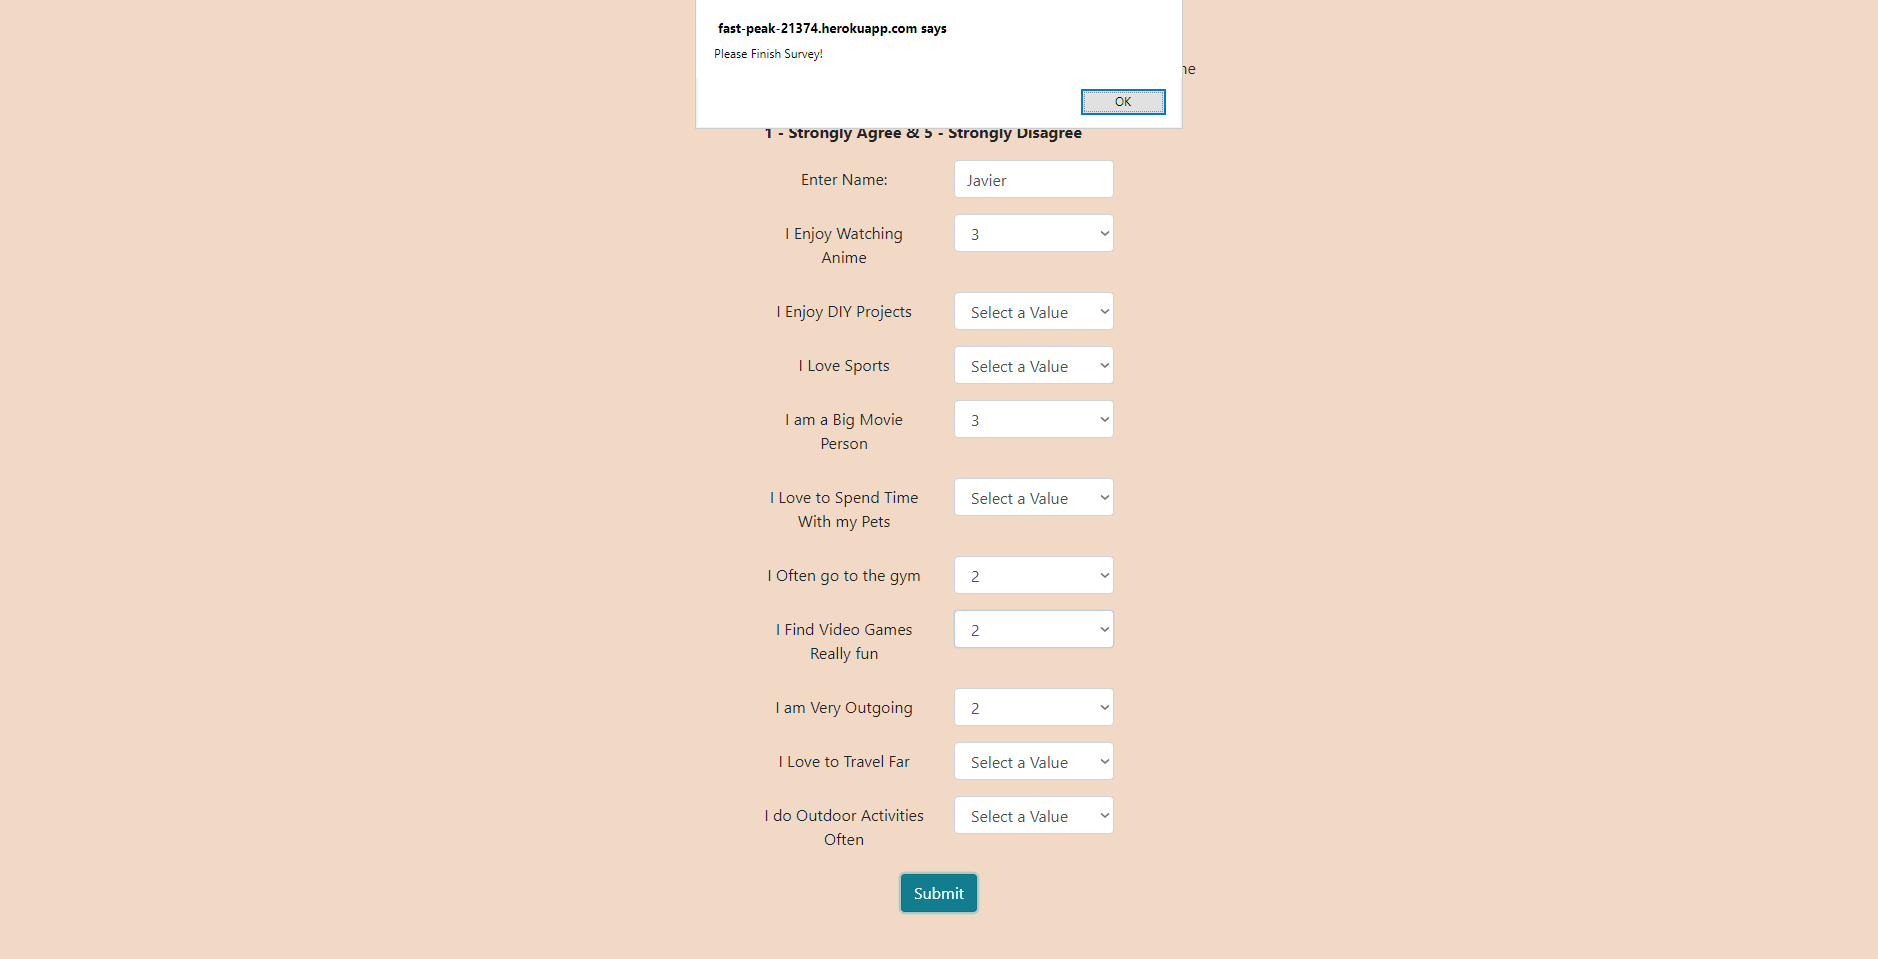 fast-peak-21374.herokuapp.com says
Please Finish Survey!
OK
1 - Strongly Agree & 5 - Strongly Disagree
Enter Name:
Javier
I Enjoy Watching
Anime
3
I Enjoy DIY Projects
Select a Value
I Love Sports
Select a Value
I am a Big Movie
Person
3
I Love to Spend Time
With my Pets
Select a Value
I Often go to the gym
2
I Find Video Games
Really fun
2
I am Very Outgoing
2
I Love to Travel Far
Select a Value
I do Outdoor Activities
Often
Select a Value
Submit